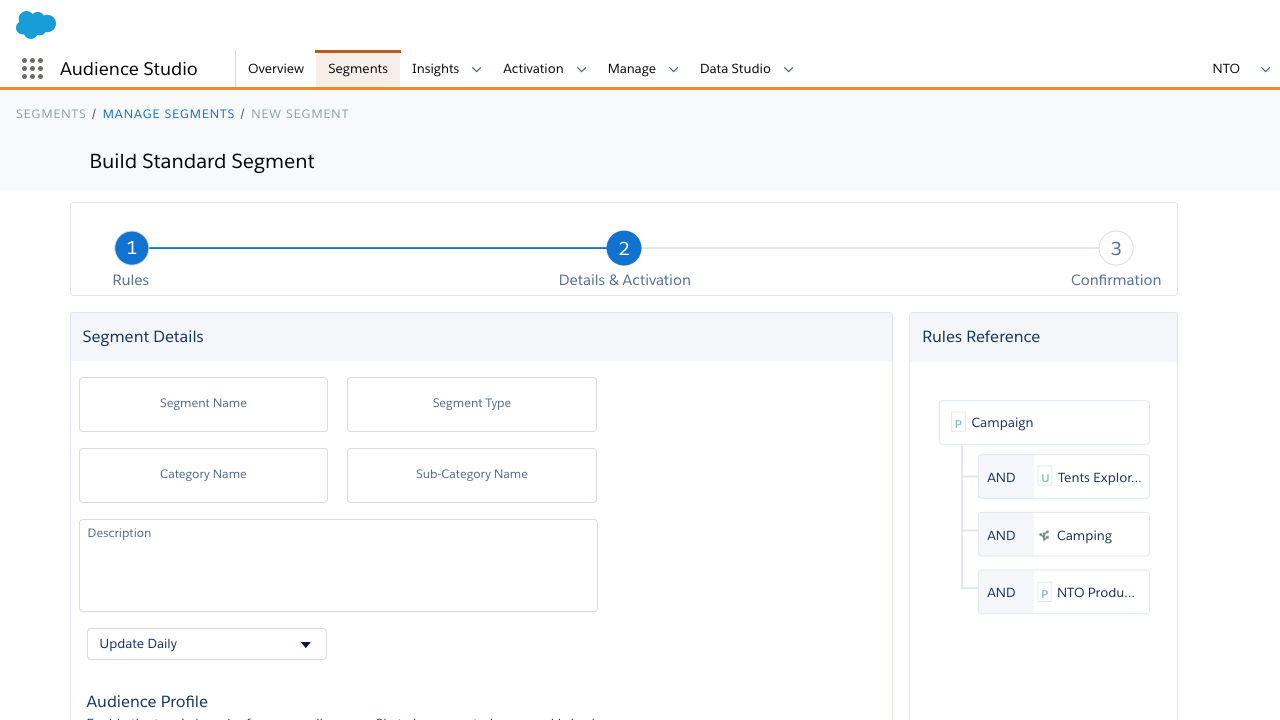 Audience Studio
Overview
Segments
Insights
Activation
Manage
Data Studio
NTO
SEGMENTS / MANAGE SEGMENTS / NEW SEGMENT
Build Standard Segment
1
2
3
Rules
Details & Activation
Confirmation
Segment Details
Segment Name
Segment Type
Category Name
Sub-Category Name
Description
Update Daily
Audience Profile
Rules Reference
P Campaign
AND U Tents Explor...
AND Camping
AND P NTO Produ...